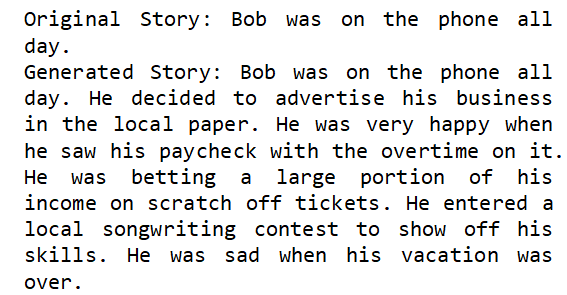 Original Story: Bob was on the phone all
day.
Generated Story: Bob was on the phone all
day. He decided to advertise his business
in the local paper. He was very happy when
he saw his paycheck with the overtime on it.
He was betting a large portion of his
income on scratch off tickets. He entered a
local songwriting contest to show off his
skills. He was sad when his vacation was
over.